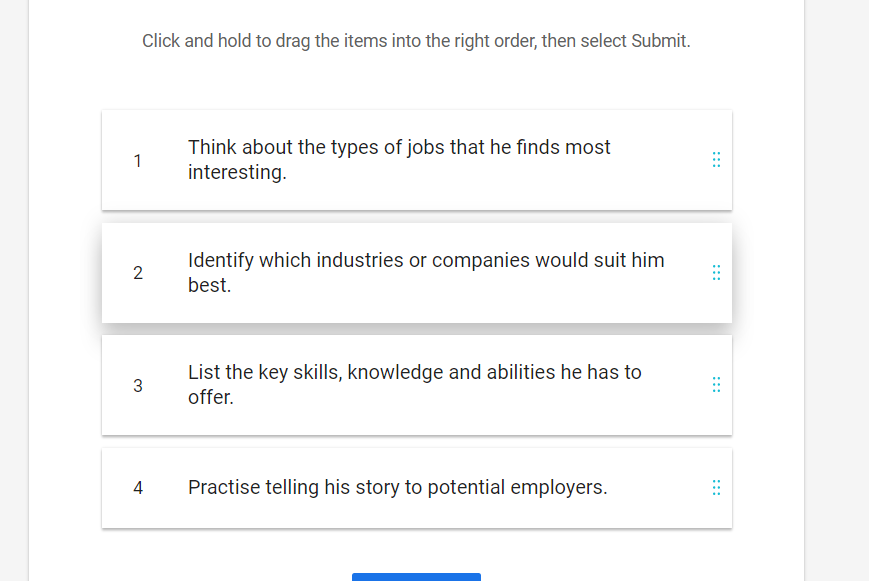 Click and hold to drag the items into the right order, then select Submit.
1
Think about the types of jobs that he finds most
interesting.
2
Identify which industries or companies would suit him
best.
3
List the key skills, knowledge and abilities he has to
offer.
4
Practise telling his story to potential employers.